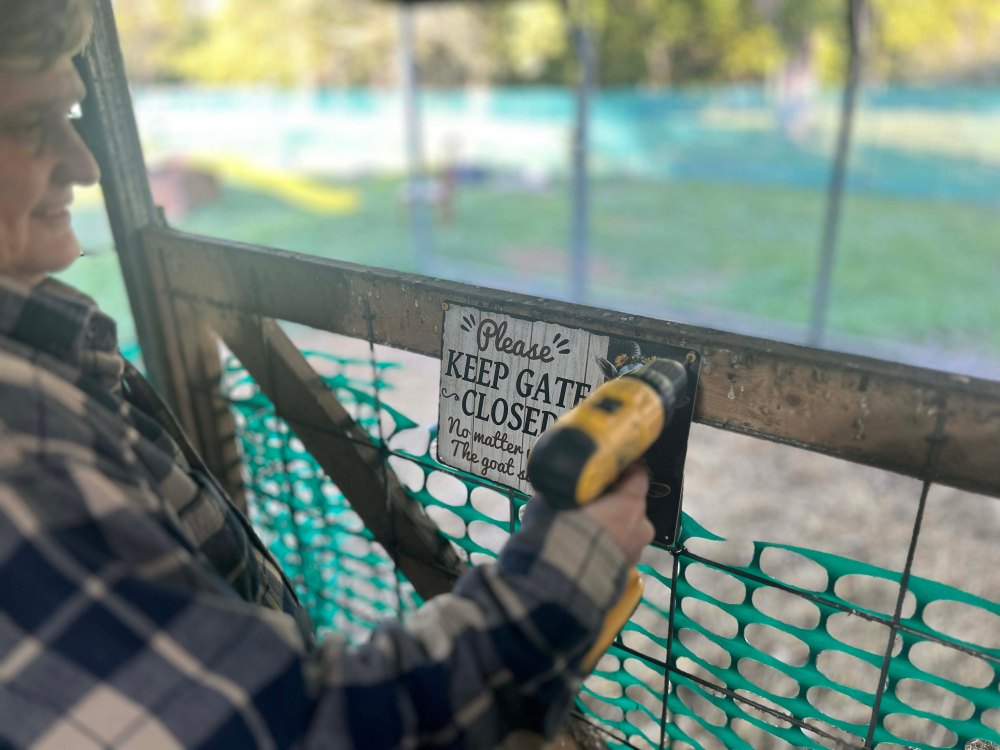 Please
KEEP GATE
CLOSED
No matter
The goat